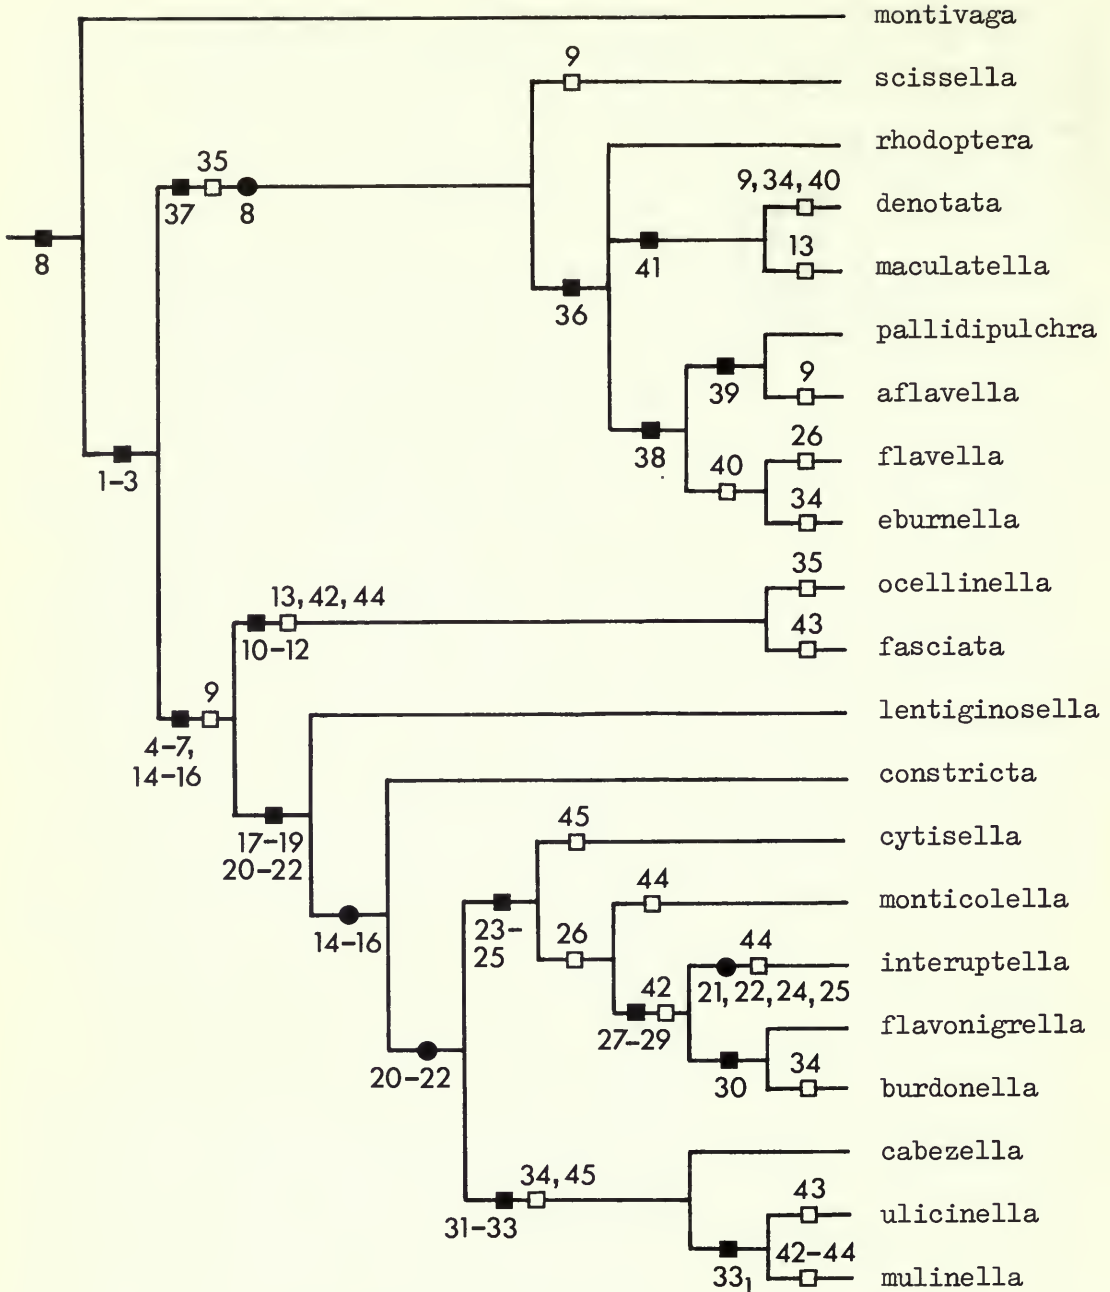 montivaga
9
scissella
rhodoptera
35
9, 34, 40
denotata
37
8
13
8
41
maculatella
36
pallidipulchra
9
39
aflavella
26
38
40
flavella
1-3
34
eburnella
35
13, 42, 44
ocellinella
43
10-12
fasciata
9
lentiginosella
4-7,
14-16
constricta
45
17-19
20-22
cytisella
44
monticolella
14-16
23-
25
26
44
interuptella
42
21, 22, 24, 25
27-29
flavonigrella
34
20-22
30
burdonella
cabezella
34, 45
43
31-33
ulicinella
42-44
33₁
mulinella